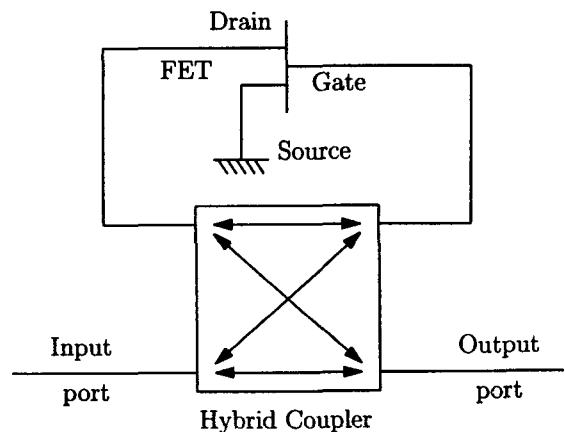 Drain
FET
Gate
Source
Input
port
Output
port
Hybrid Coupler